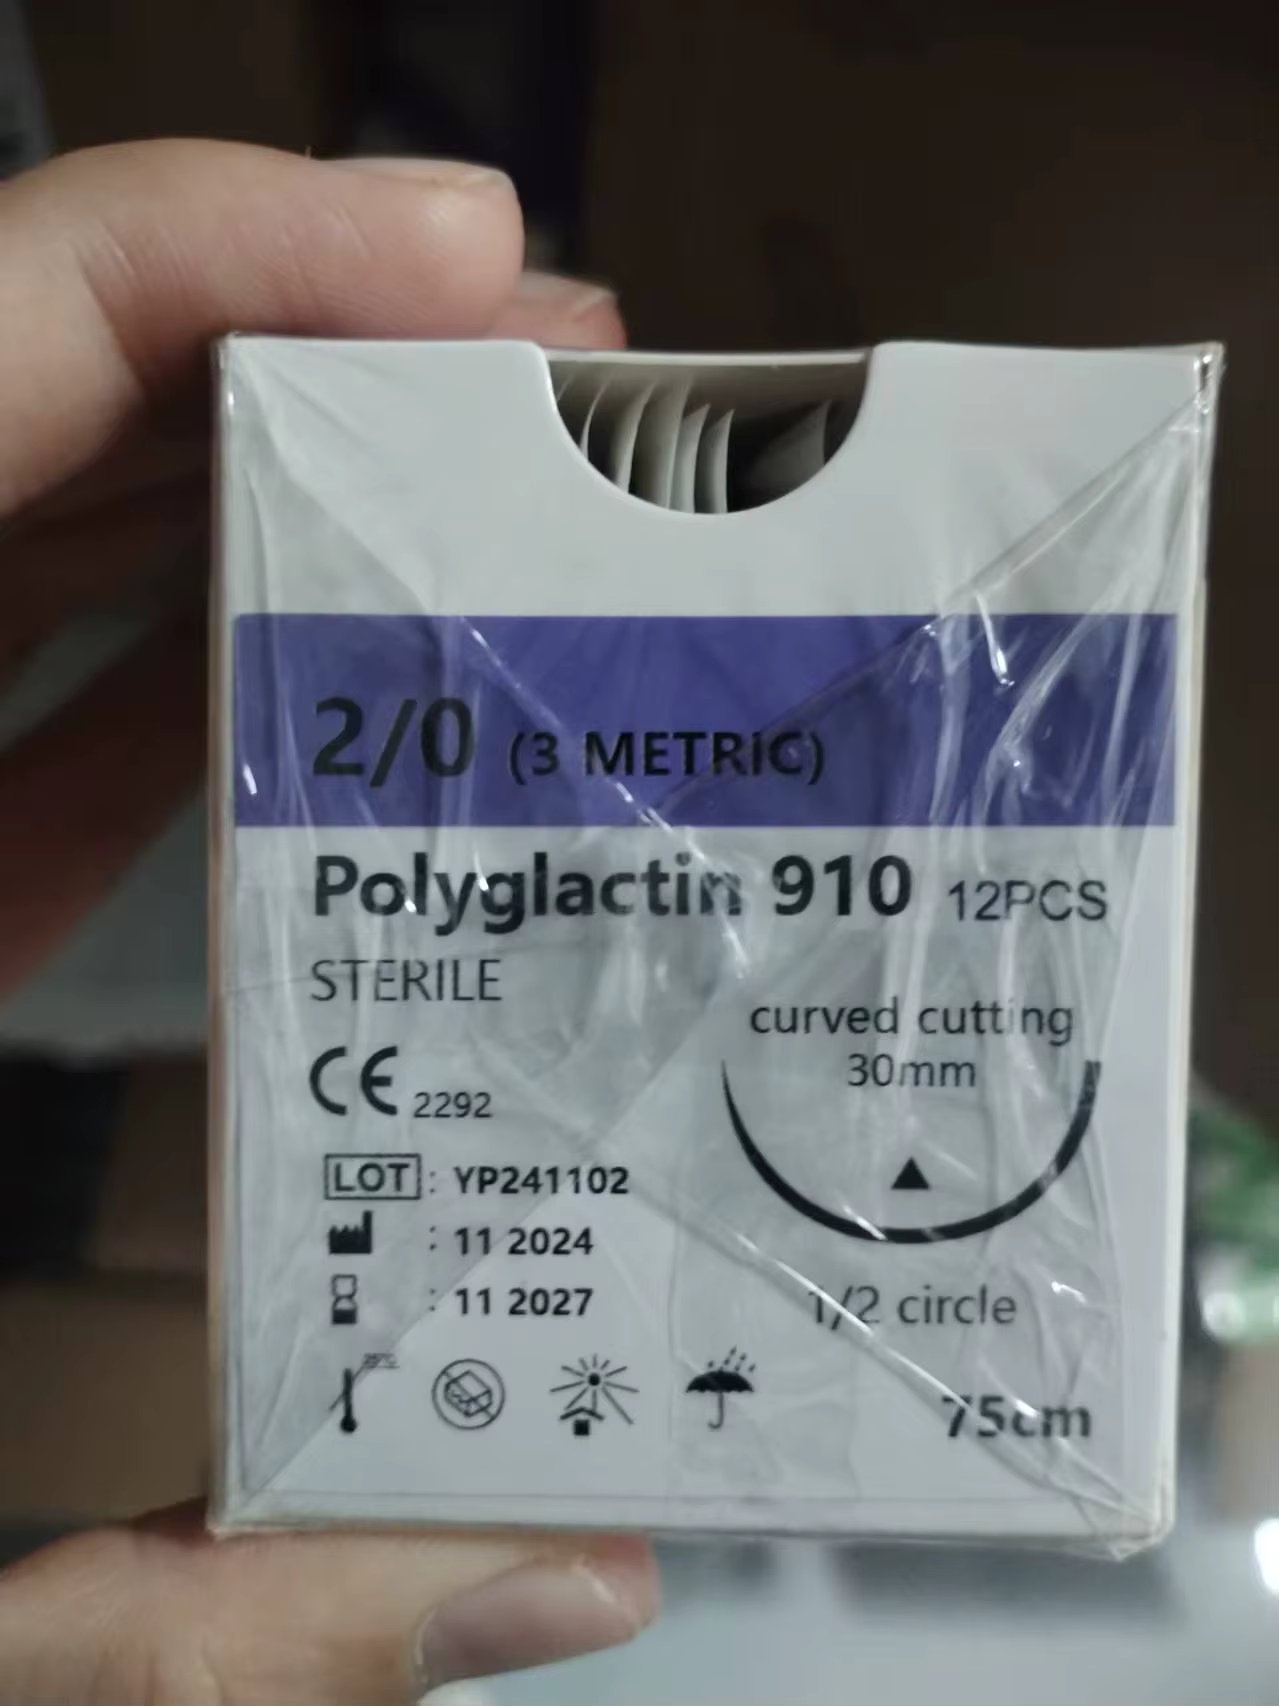 2/0 (3 METRIC)
Polyglactin 910 12PCS
STERILE
curved cutting
30mm
CE 2292
LOT : YP241102
: 11 2024
: 11 2027
1/2 circle
25°C
75cm